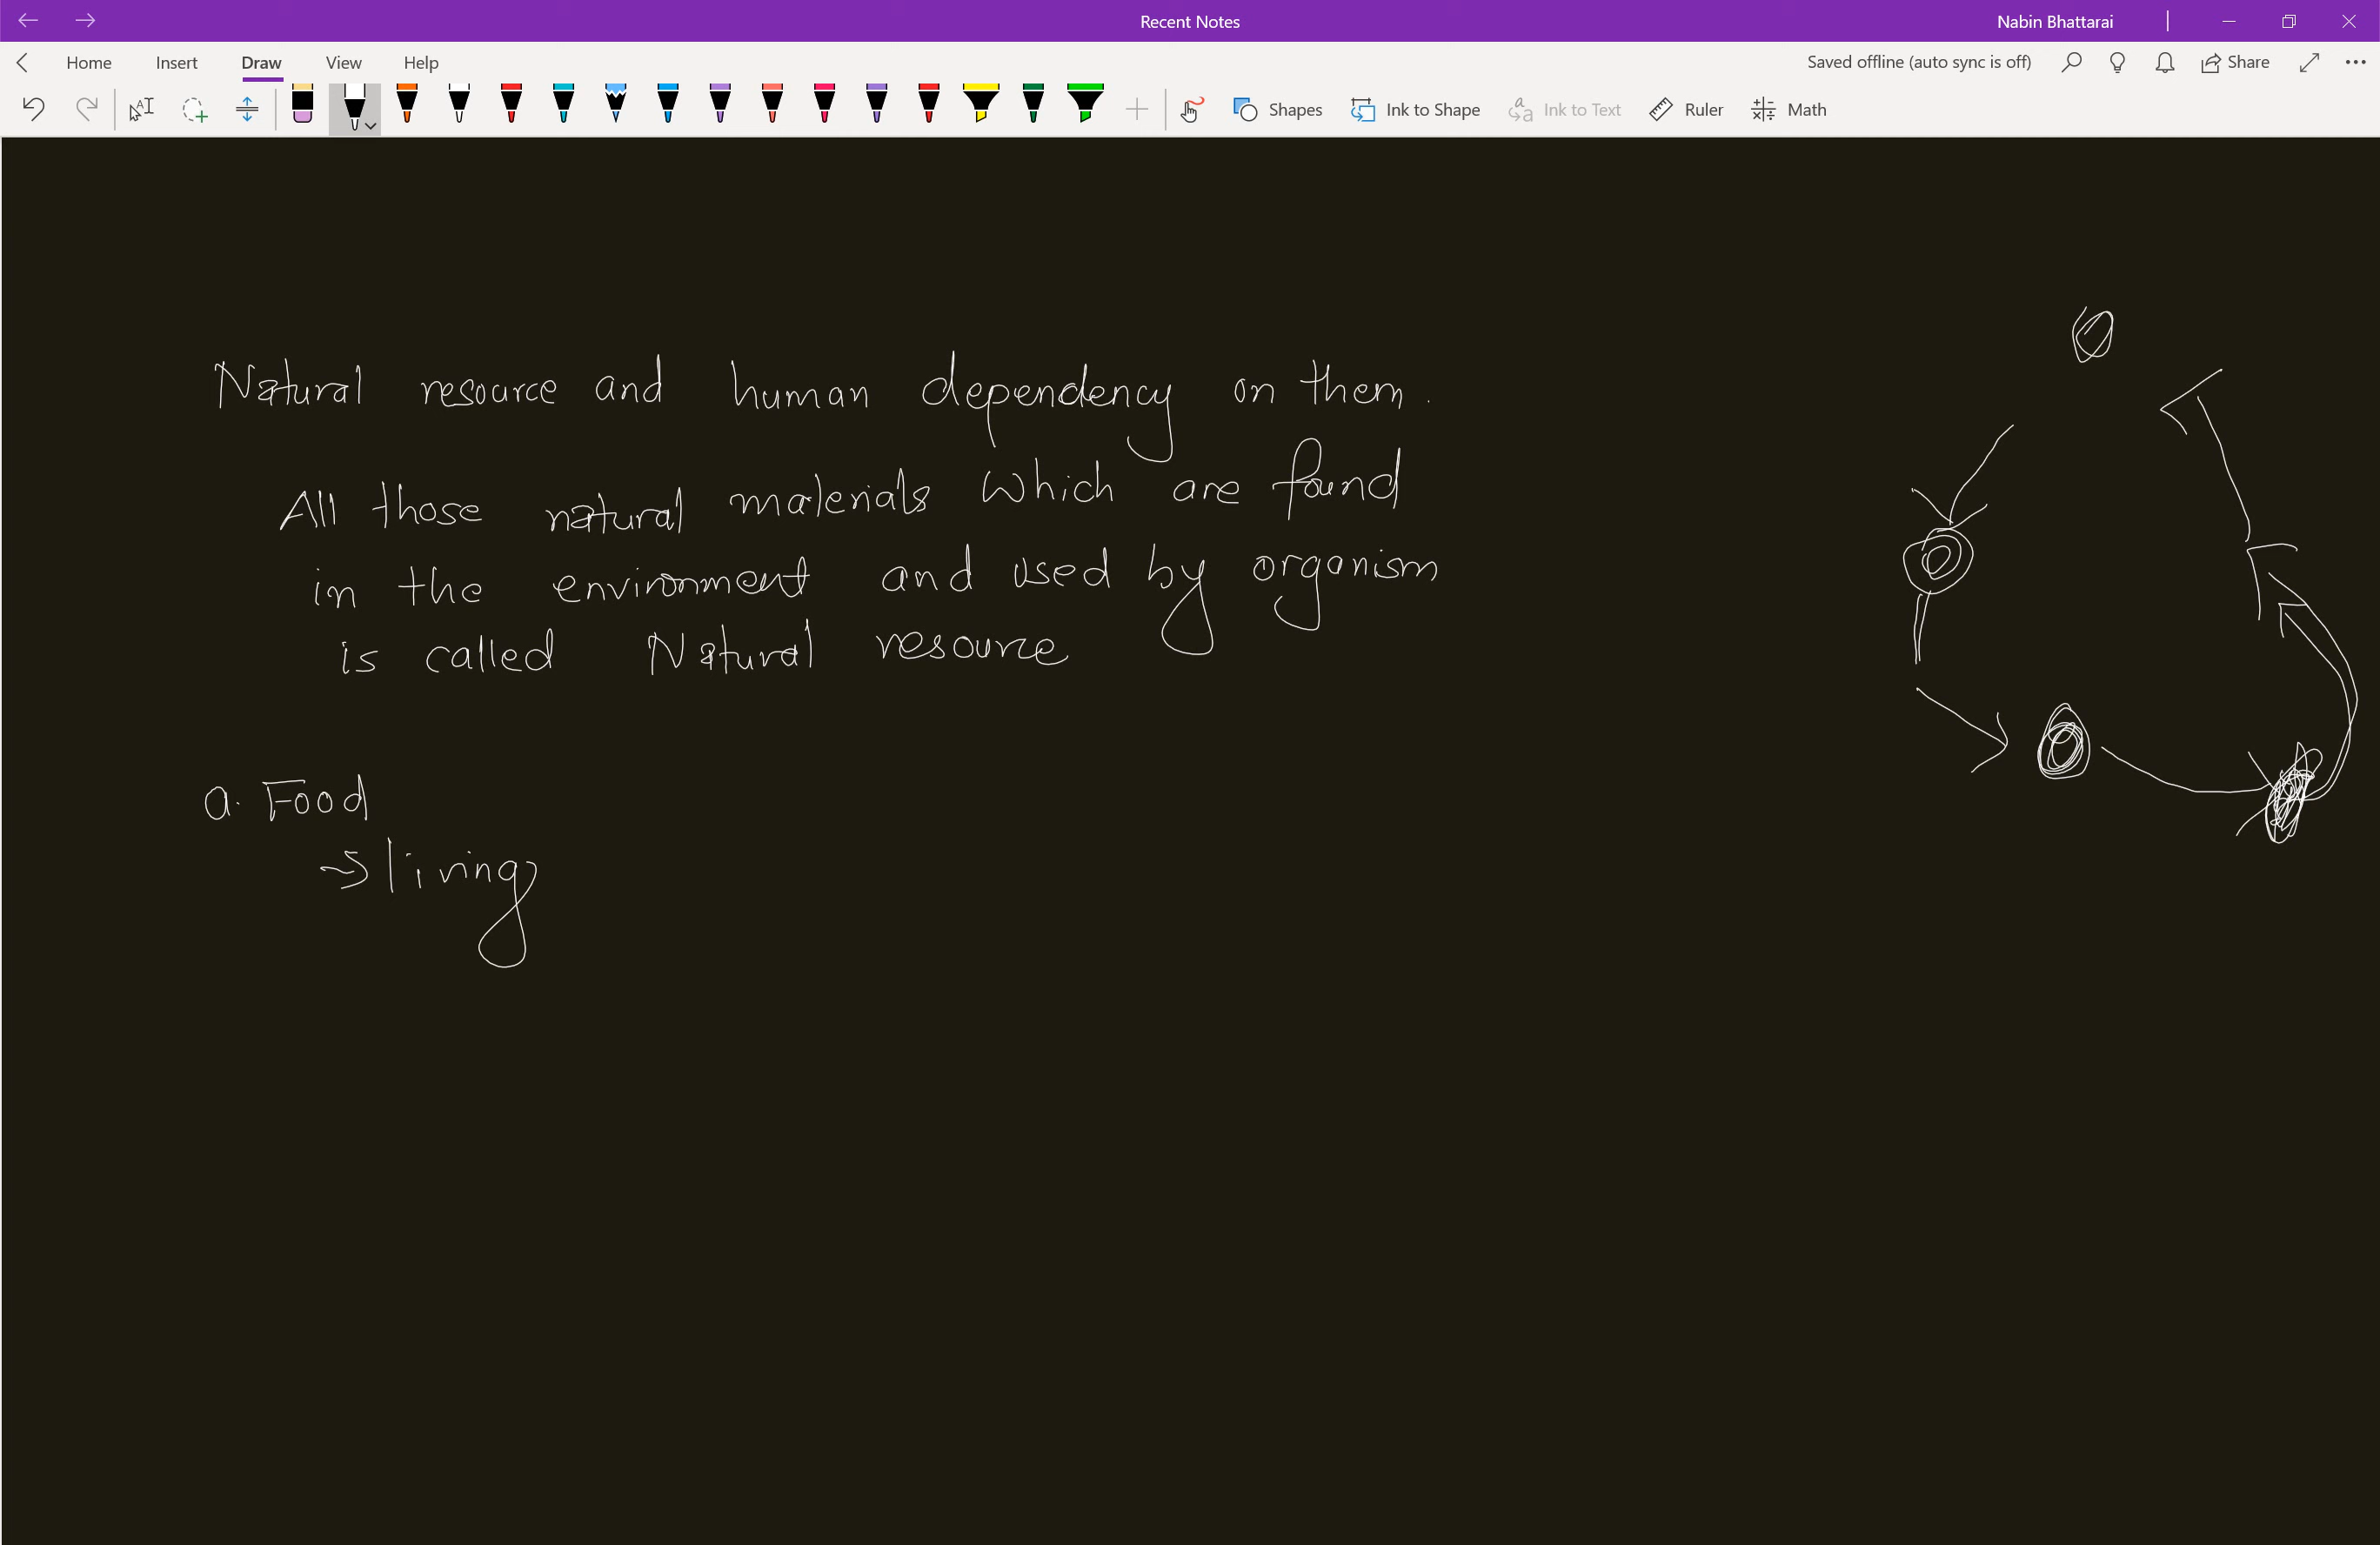 Recent Notes
Nabin Bhattarai
Home Insert Draw View Help
Saved offline (auto sync is off)
Share
Shapes
Ink to Shape
Ink to Text
Ruler
Math
Natural resource and human dependency on them.
All those natural materials which are found
in the environment and used by organism
is called Natural resource
a. Food
→ living